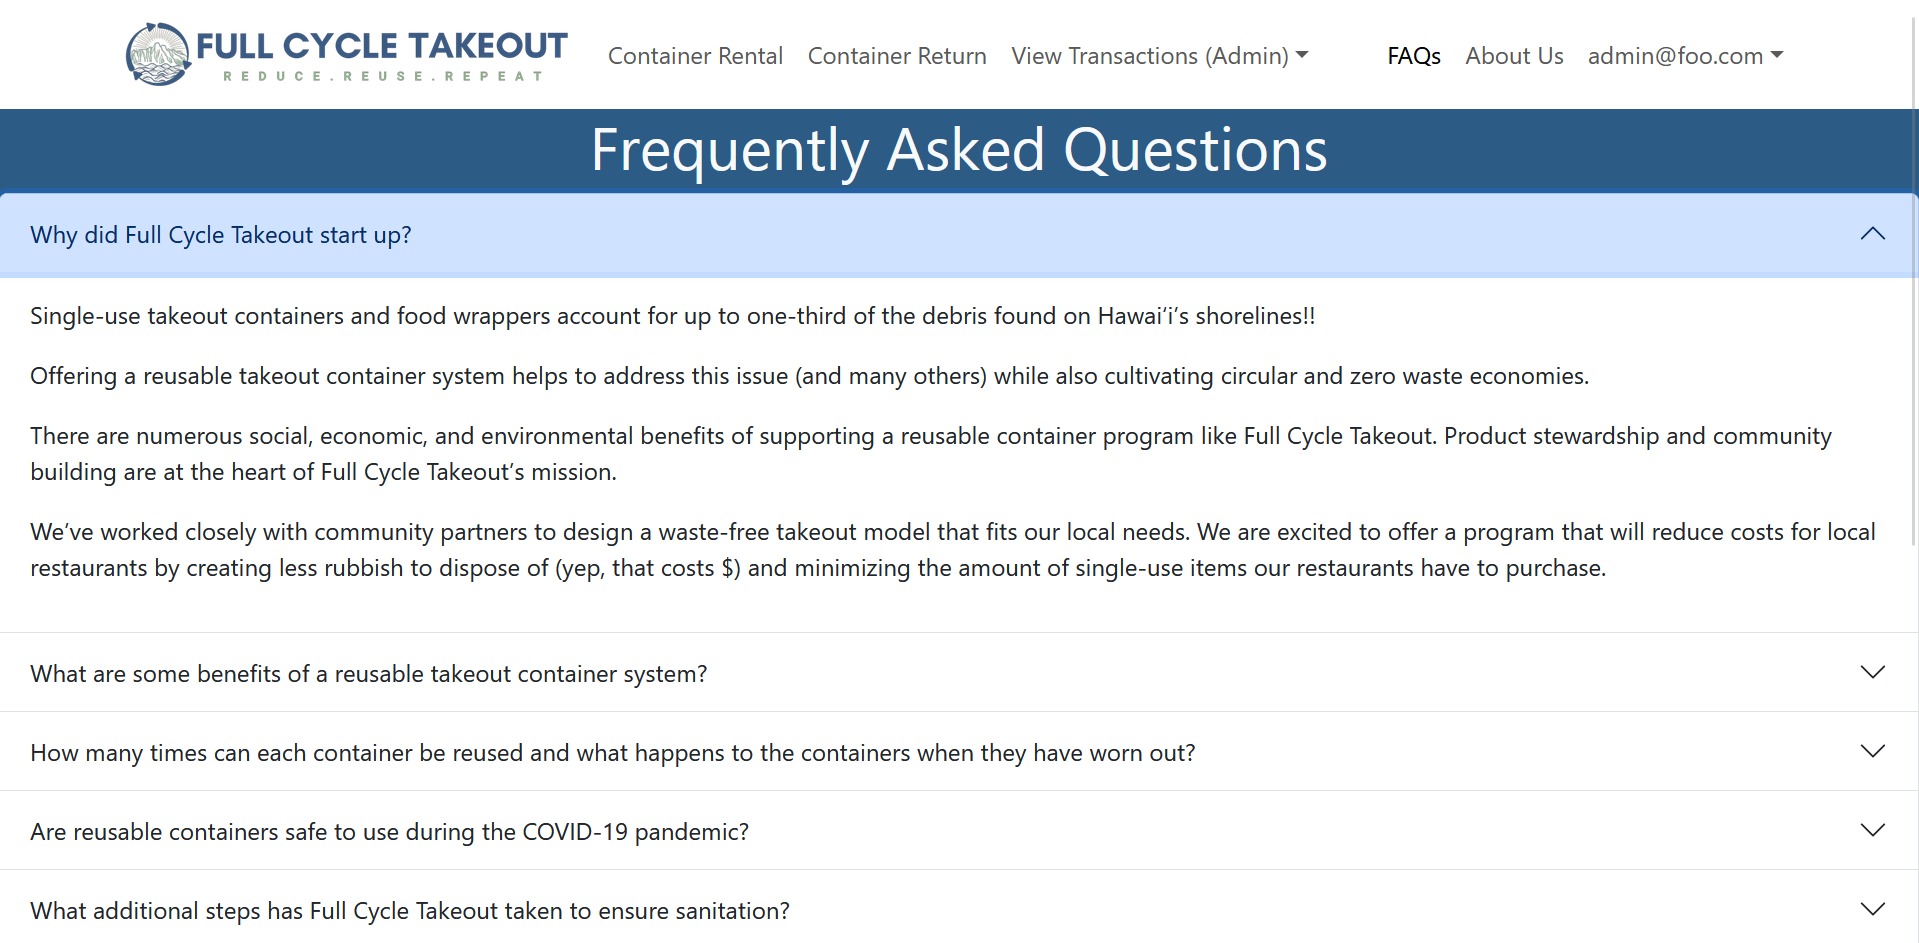 FULL CYCLE TAKEOUT
REDUCE.REUSE.REPEAT
Container Rental
Container Return
View Transactions (Admin)
FAQs
About Us
admin@foo.com
Frequently Asked Questions
Why did Full Cycle Takeout start up?
Single-use takeout containers and food wrappers account for up to one-third of the debris found on Hawai‘i’s shorelines!!
Offering a reusable takeout container system helps to address this issue (and many others) while also cultivating circular and zero waste economies.
There are numerous social, economic, and environmental benefits of supporting a reusable container program like Full Cycle Takeout. Product stewardship and community
building are at the heart of Full Cycle Takeout’s mission.
We’ve worked closely with community partners to design a waste-free takeout model that fits our local needs. We are excited to offer a program that will reduce costs for local
restaurants by creating less rubbish to dispose of (yep, that costs $) and minimizing the amount of single-use items our restaurants have to purchase.
What are some benefits of a reusable takeout container system?
How many times can each container be reused and what happens to the containers when they have worn out?
Are reusable containers safe to use during the COVID-19 pandemic?
What additional steps has Full Cycle Takeout taken to ensure sanitation?